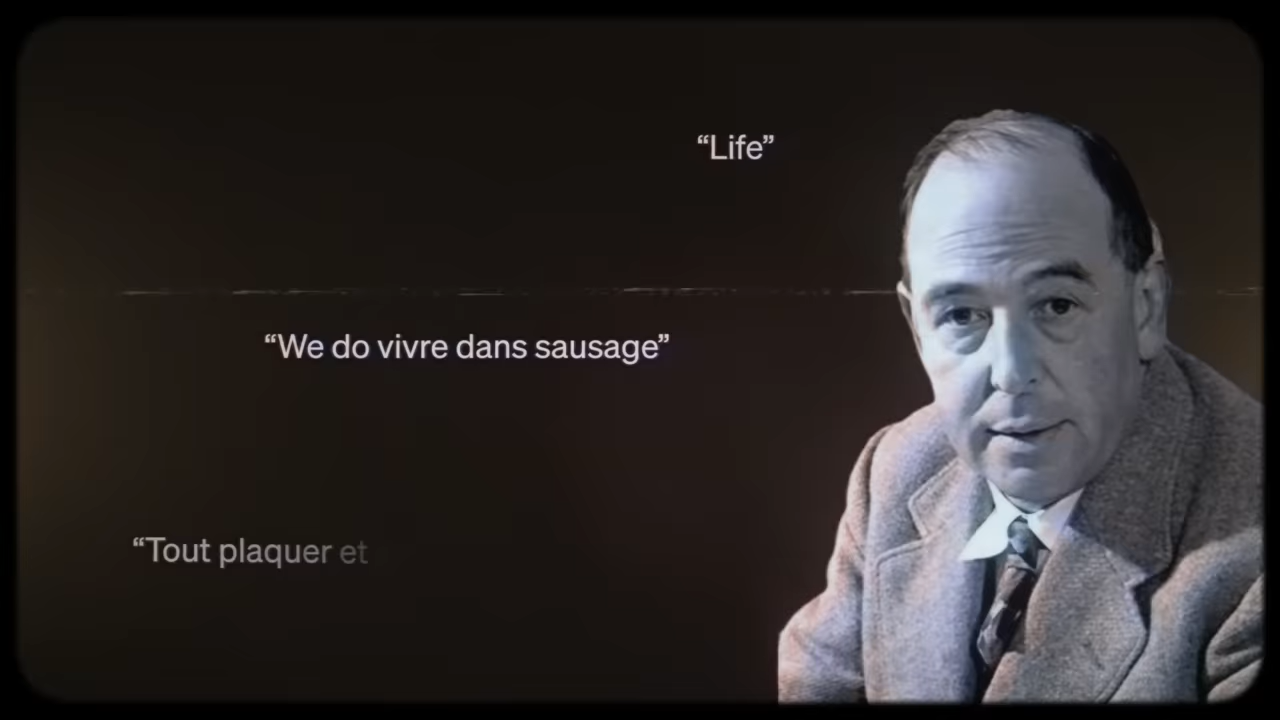 “Life”
“We do vivre dans sausage”
“Tout plaquer et